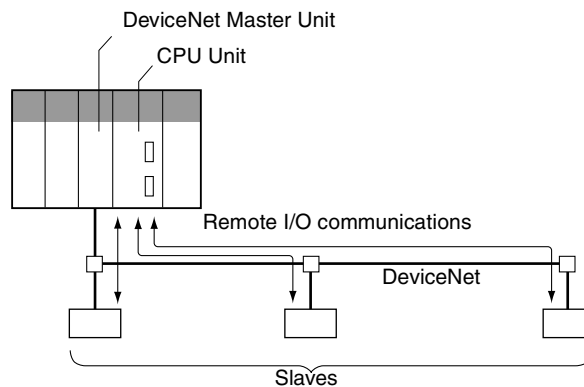 DeviceNet Master Unit
CPU Unit
Remote I/O communications
DeviceNet
Slaves